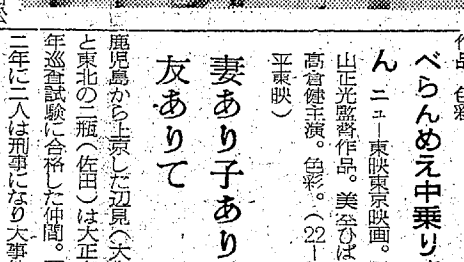 作品。色彩
べらんめえ中乗り
ん ニュー東映東京映画。
山正光監督作品。美空ひば
高倉健主演。色彩。（22―
平東映）
妻あり子あり
友ありて
鹿児島から上京した辺見（大
と東北の二瓶（佐田）は大正
年巡査試験に合格した仲間。
二年に二人は刑事になり大事